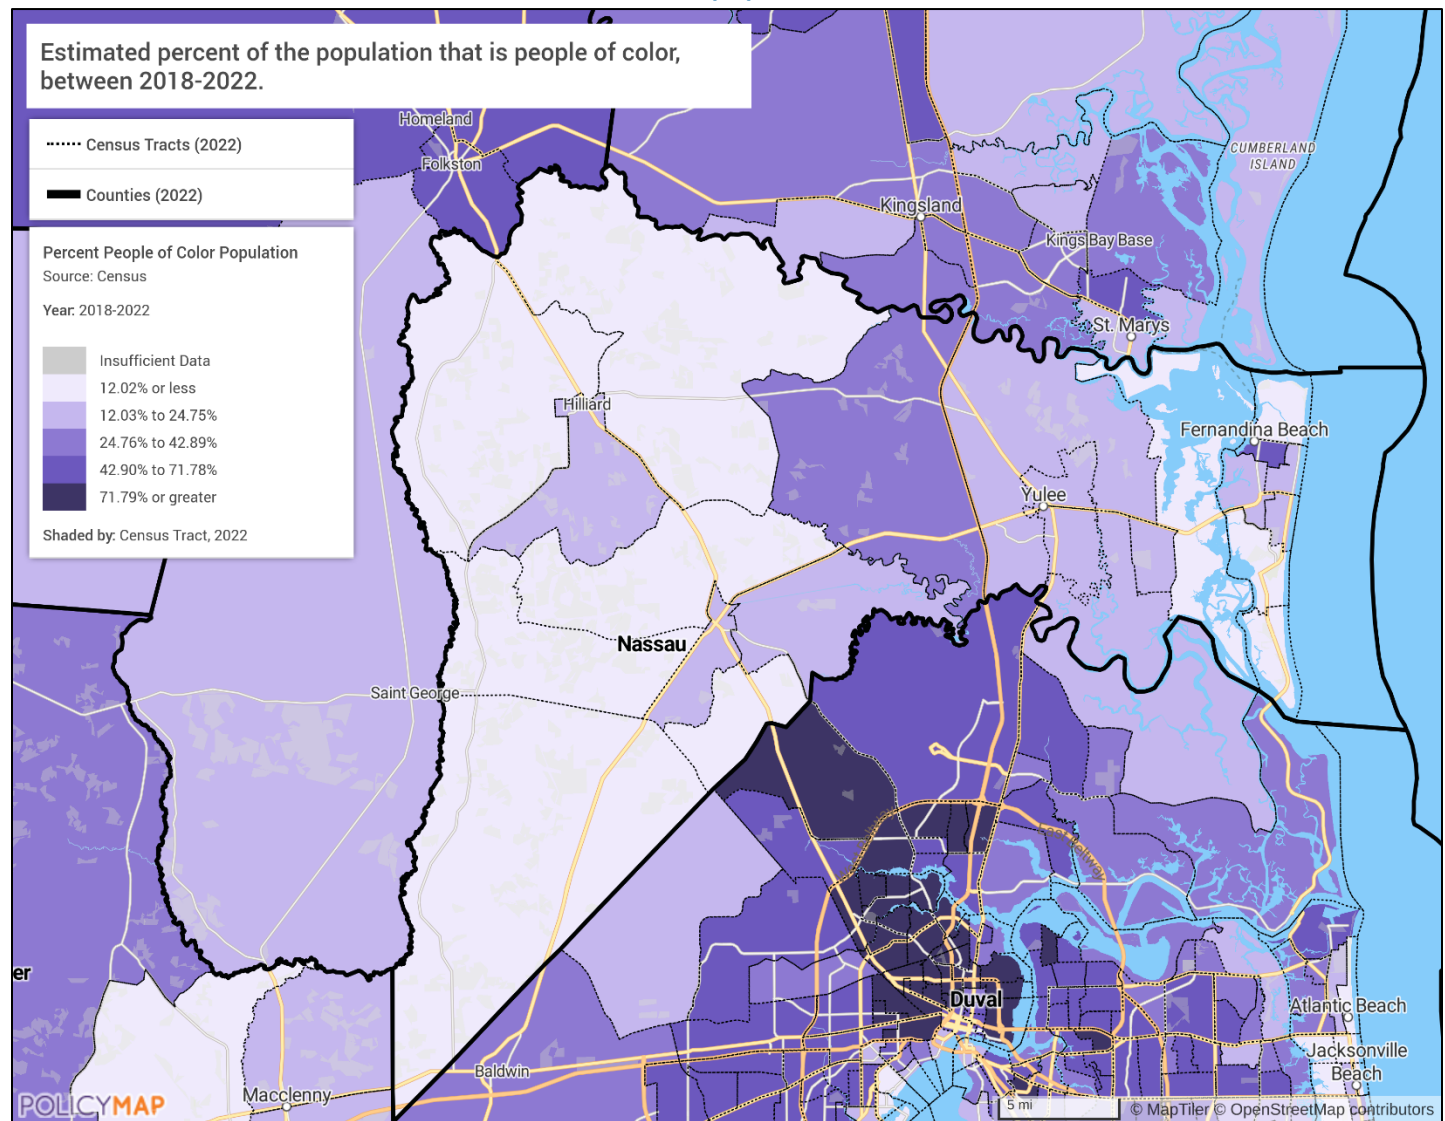 Estimated percent of the population that is people of color,
between 2018-2022.
Census Tracts (2022)
Counties (2022)
Percent People of Color Population
Source: Census
Year: 2018-2022
Insufficient Data
12.02% or less
12.03% to 24.75%
24.76% to 42.89%
42.90% to 71.78%
71.79% or greater
Shaded by: Census Tract, 2022
Homeland
Folkston
CUMBERLAND
ISLAND
Kingsland
Kings Bay Base
St. Marys
Hilliard
Fernandina Beach
Yulee
Nassau
Saint George
er
Duval
Atlantic Beach
Jacksonville
Beach
Baldwin
Macclenny
POLICYMAP
5 mi
© MapTiler © OpenStreetMap contributors